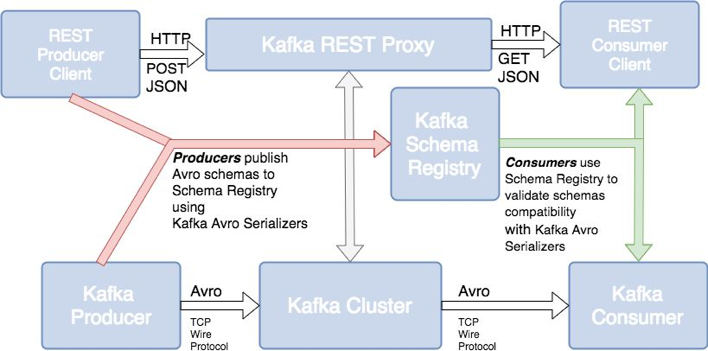 REST
Producer
Client
HTTP
POST
JSON
Kafka REST Proxy
HTTP
GET
JSON
REST
Consumer
Client
Kafka
Schema
Registry
Producers publish
Avro schemas to
Schema Registry
using
Kafka Avro Serializers
Consumers use
Schema Registry to
validate schemas
compatibility
with Kafka Avro
Serializers
Kafka
Producer
Avro
TCP
Wire
Protocol
Kafka Cluster
Avro
TCP
Wire
Protocol
Kafka
Consumer